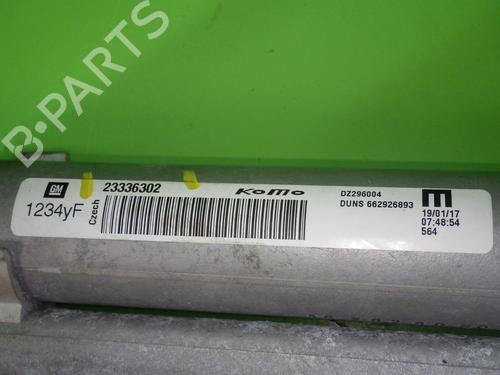 B-PARTS
GM
23336302
KOMO
DZ296004
DUNS 662926893
1234yF
Czech
19/01/17
07:48:54
564